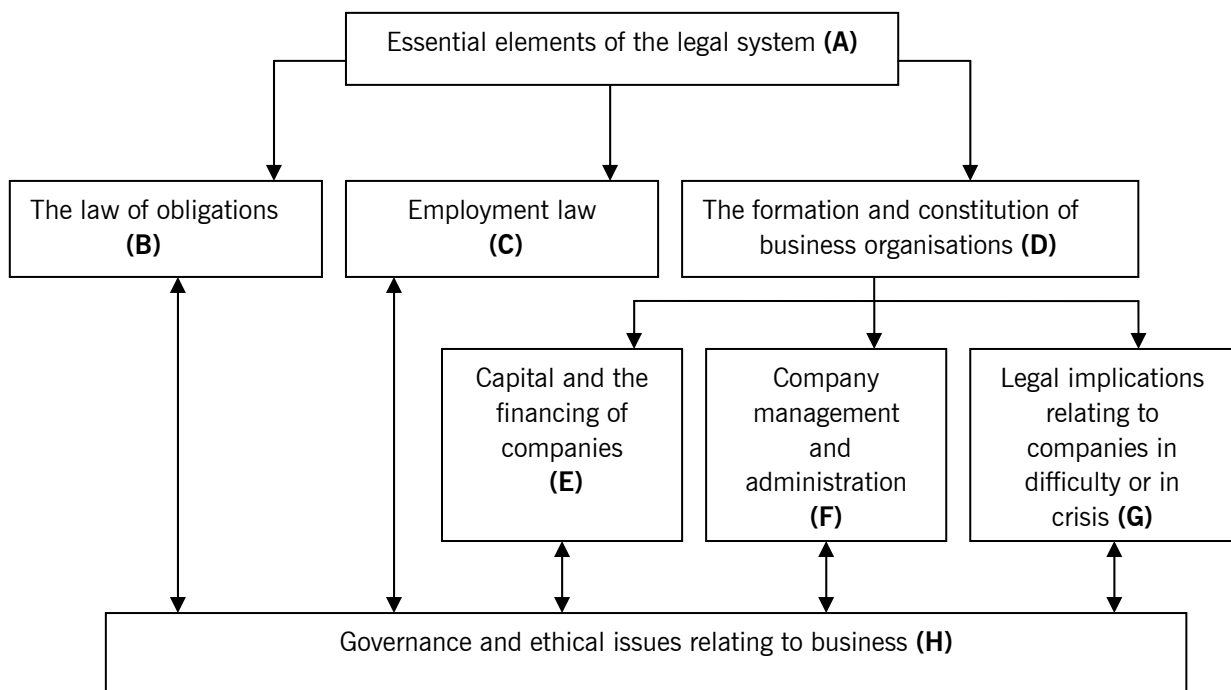 Essential elements of the legal system (A)
The law of obligations
(B)
Employment law
(C)
The formation and constitution of
business organisations (D)
Capital and the
financing of
companies
(E)
Company
management
and
administration
(F)
Legal implications
relating to
companies in
difficulty or in
crisis (G)
Governance and ethical issues relating to business (H)